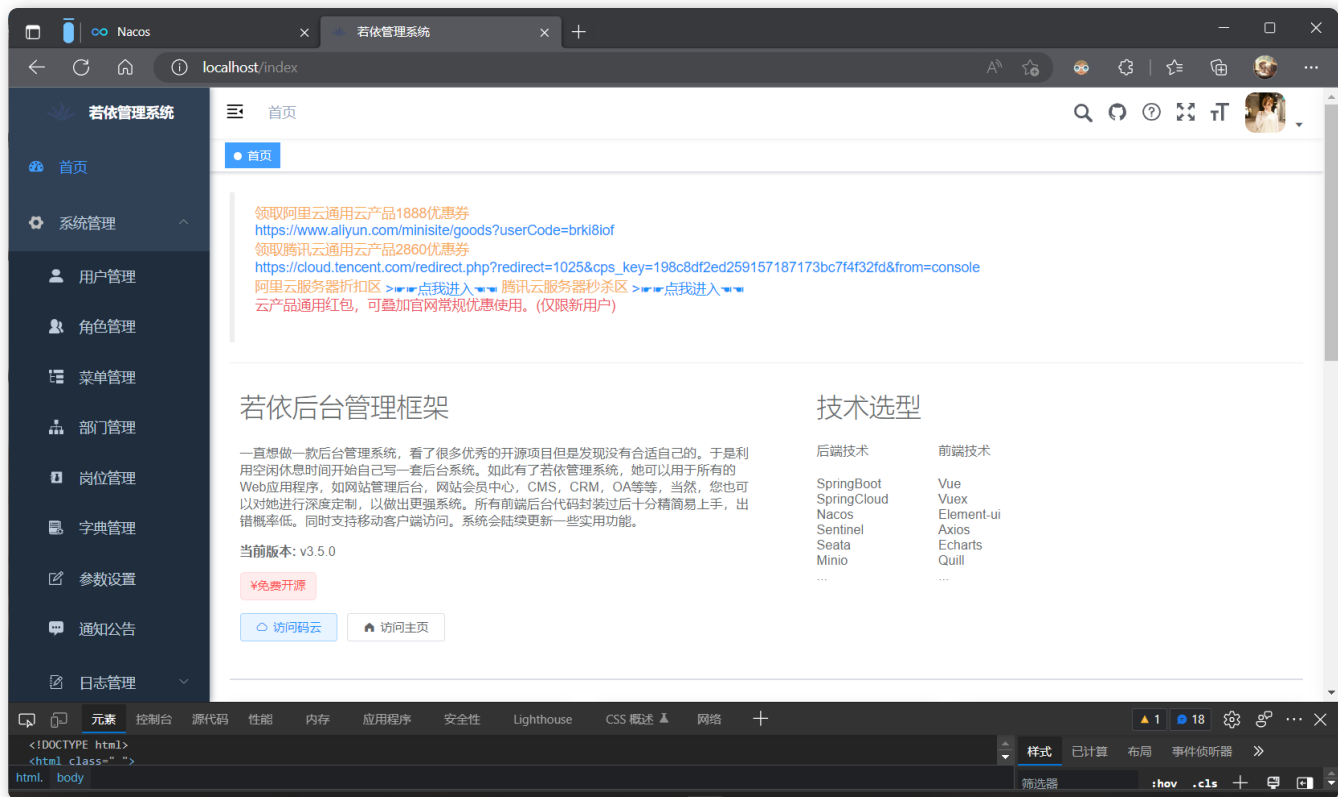 Nacos
若依管理系统
localhost/index
若依管理系统
首页
首页
首页
系统管理
用户管理
角色管理
菜单管理
部门管理
岗位管理
字典管理
参数设置
通知公告
日志管理
领取阿里云通用云产品1888优惠券
https://www.aliyun.com/minisite/goods?userCode=brki8iof
领取腾讯云通用云产品2860优惠券
https://cloud.tencent.com/redirect.php?redirect=1025&cps_key=198c8df2ed259157187173bc7f4f32fd&from=console
阿里云服务器折扣区 >☛☛点我进入☚☚ 腾讯云服务器秒杀区 >☛☛点我进入☚☚
云产品通用红包，可叠加官网常规优惠使用。(仅限新用户)
若依后台管理框架
一直想做一款后台管理系统，看了很多优秀的开源项目但是发现没有合适自己的。于是利
用空闲休息时间开始自己写一套后台系统。如此有了若依管理系统，她可以用于所有的
Web应用程序，如网站管理后台，网站会员中心，CMS，CRM，OA等等，当然，您也可
以对她进行深度定制，以做出更强系统。所有前端后台代码封装过后十分精简易上手，出
错概率低。同时支持移动客户端访问。系统会陆续更新一些实用功能。
当前版本: v3.5.0
¥免费开源
访问码云 访问主页
技术选型
后端技术 前端技术
SpringBoot Vue
SpringCloud Vuex
Nacos Element-ui
Sentinel Axios
Seata Echarts
Minio Quill
... ...
元素 控制台 源代码 性能 内存 应用程序 安全性 Lighthouse CSS 概述 网络 1 18
<!DOCTYPE html>
<html class=" ">
html. body
样式 已计算 布局 事件侦听器
筛选器 :hov .cls